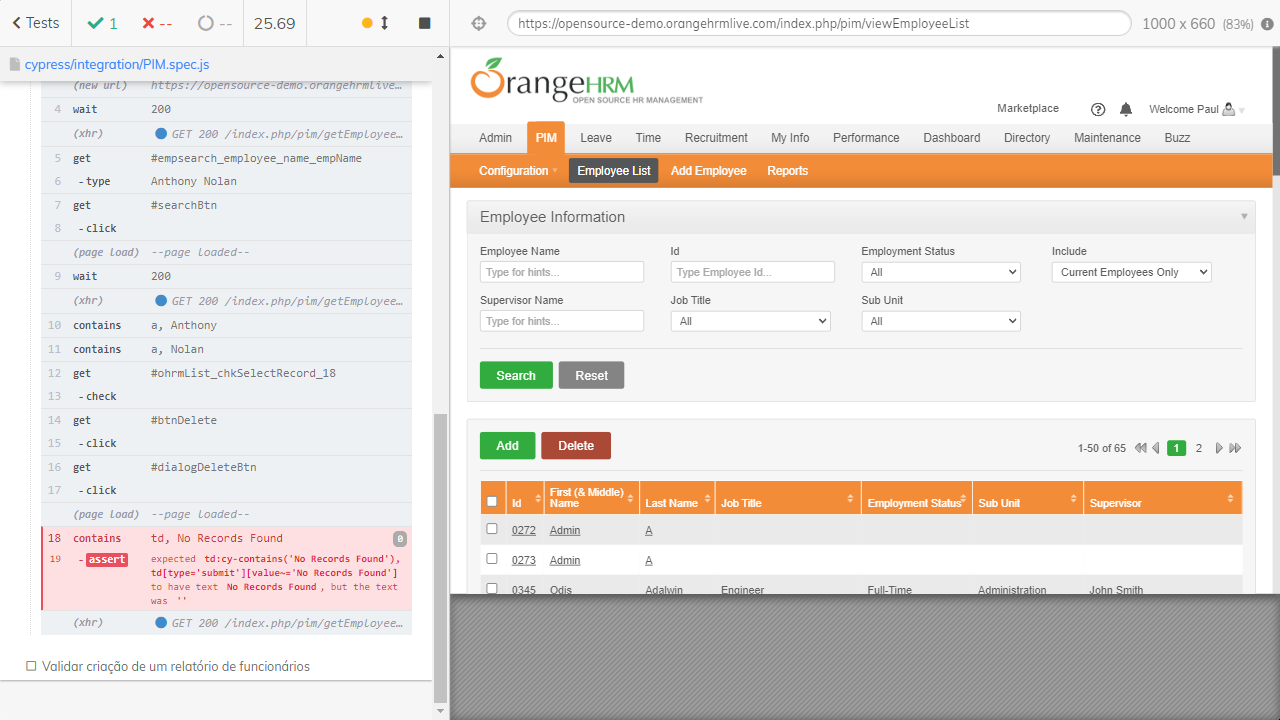 Tests
1
--
--
25.69
https://opensource-demo.orangehrmlive.com/index.php/pim/viewEmployeeList
1000 x 660 (83%)
cypress/integration/PIM.spec.js
(new url) https://opensource-demo.orangehrmlive...
4 wait 200
(xhr) GET 200 /index.php/pim/getEmployee...
5 get #empsearch_employee_name_empName
6 -type Anthony Nolan
7 get #searchBtn
8 -click
(page load) --page loaded--
9 wait 200
(xhr) GET 200 /index.php/pim/getEmployee...
10 contains a, Anthony
11 contains a, Nolan
12 get #ohrmList_chkSelectRecord_18
13 -check
14 get #btnDelete
15 -click
16 get #dialogDeleteBtn
17 -click
(page load) --page loaded--
18 contains td, No Records Found 0
19 -assert expected td:cy-contains('No Records Found'),
td[type='submit'][value~='No Records Found']
to have text No Records Found, but the text
was ''
(xhr) GET 200 /index.php/pim/getEmployee...
Validar criação de um relatório de funcionários
OrangeHRM
OPEN SOURCE HR MANAGEMENT
Marketplace
Welcome Paul
Admin PIM Leave Time Recruitment My Info Performance Dashboard Directory Maintenance Buzz
Configuration Employee List Add Employee Reports
Employee Information
Employee Name Id Employment Status Include
Type for hints... Type Employee Id... All Current Employees Only
Supervisor Name Job Title Sub Unit
Type for hints... All All
Search Reset
Add Delete
1-50 of 65 1 2
Id First (& Middle) Name Last Name Job Title Employment Status Sub Unit Supervisor
0272 Admin A
0273 Admin A
0345 Odis Adalwin Engineer Full-Time Administration John Smith